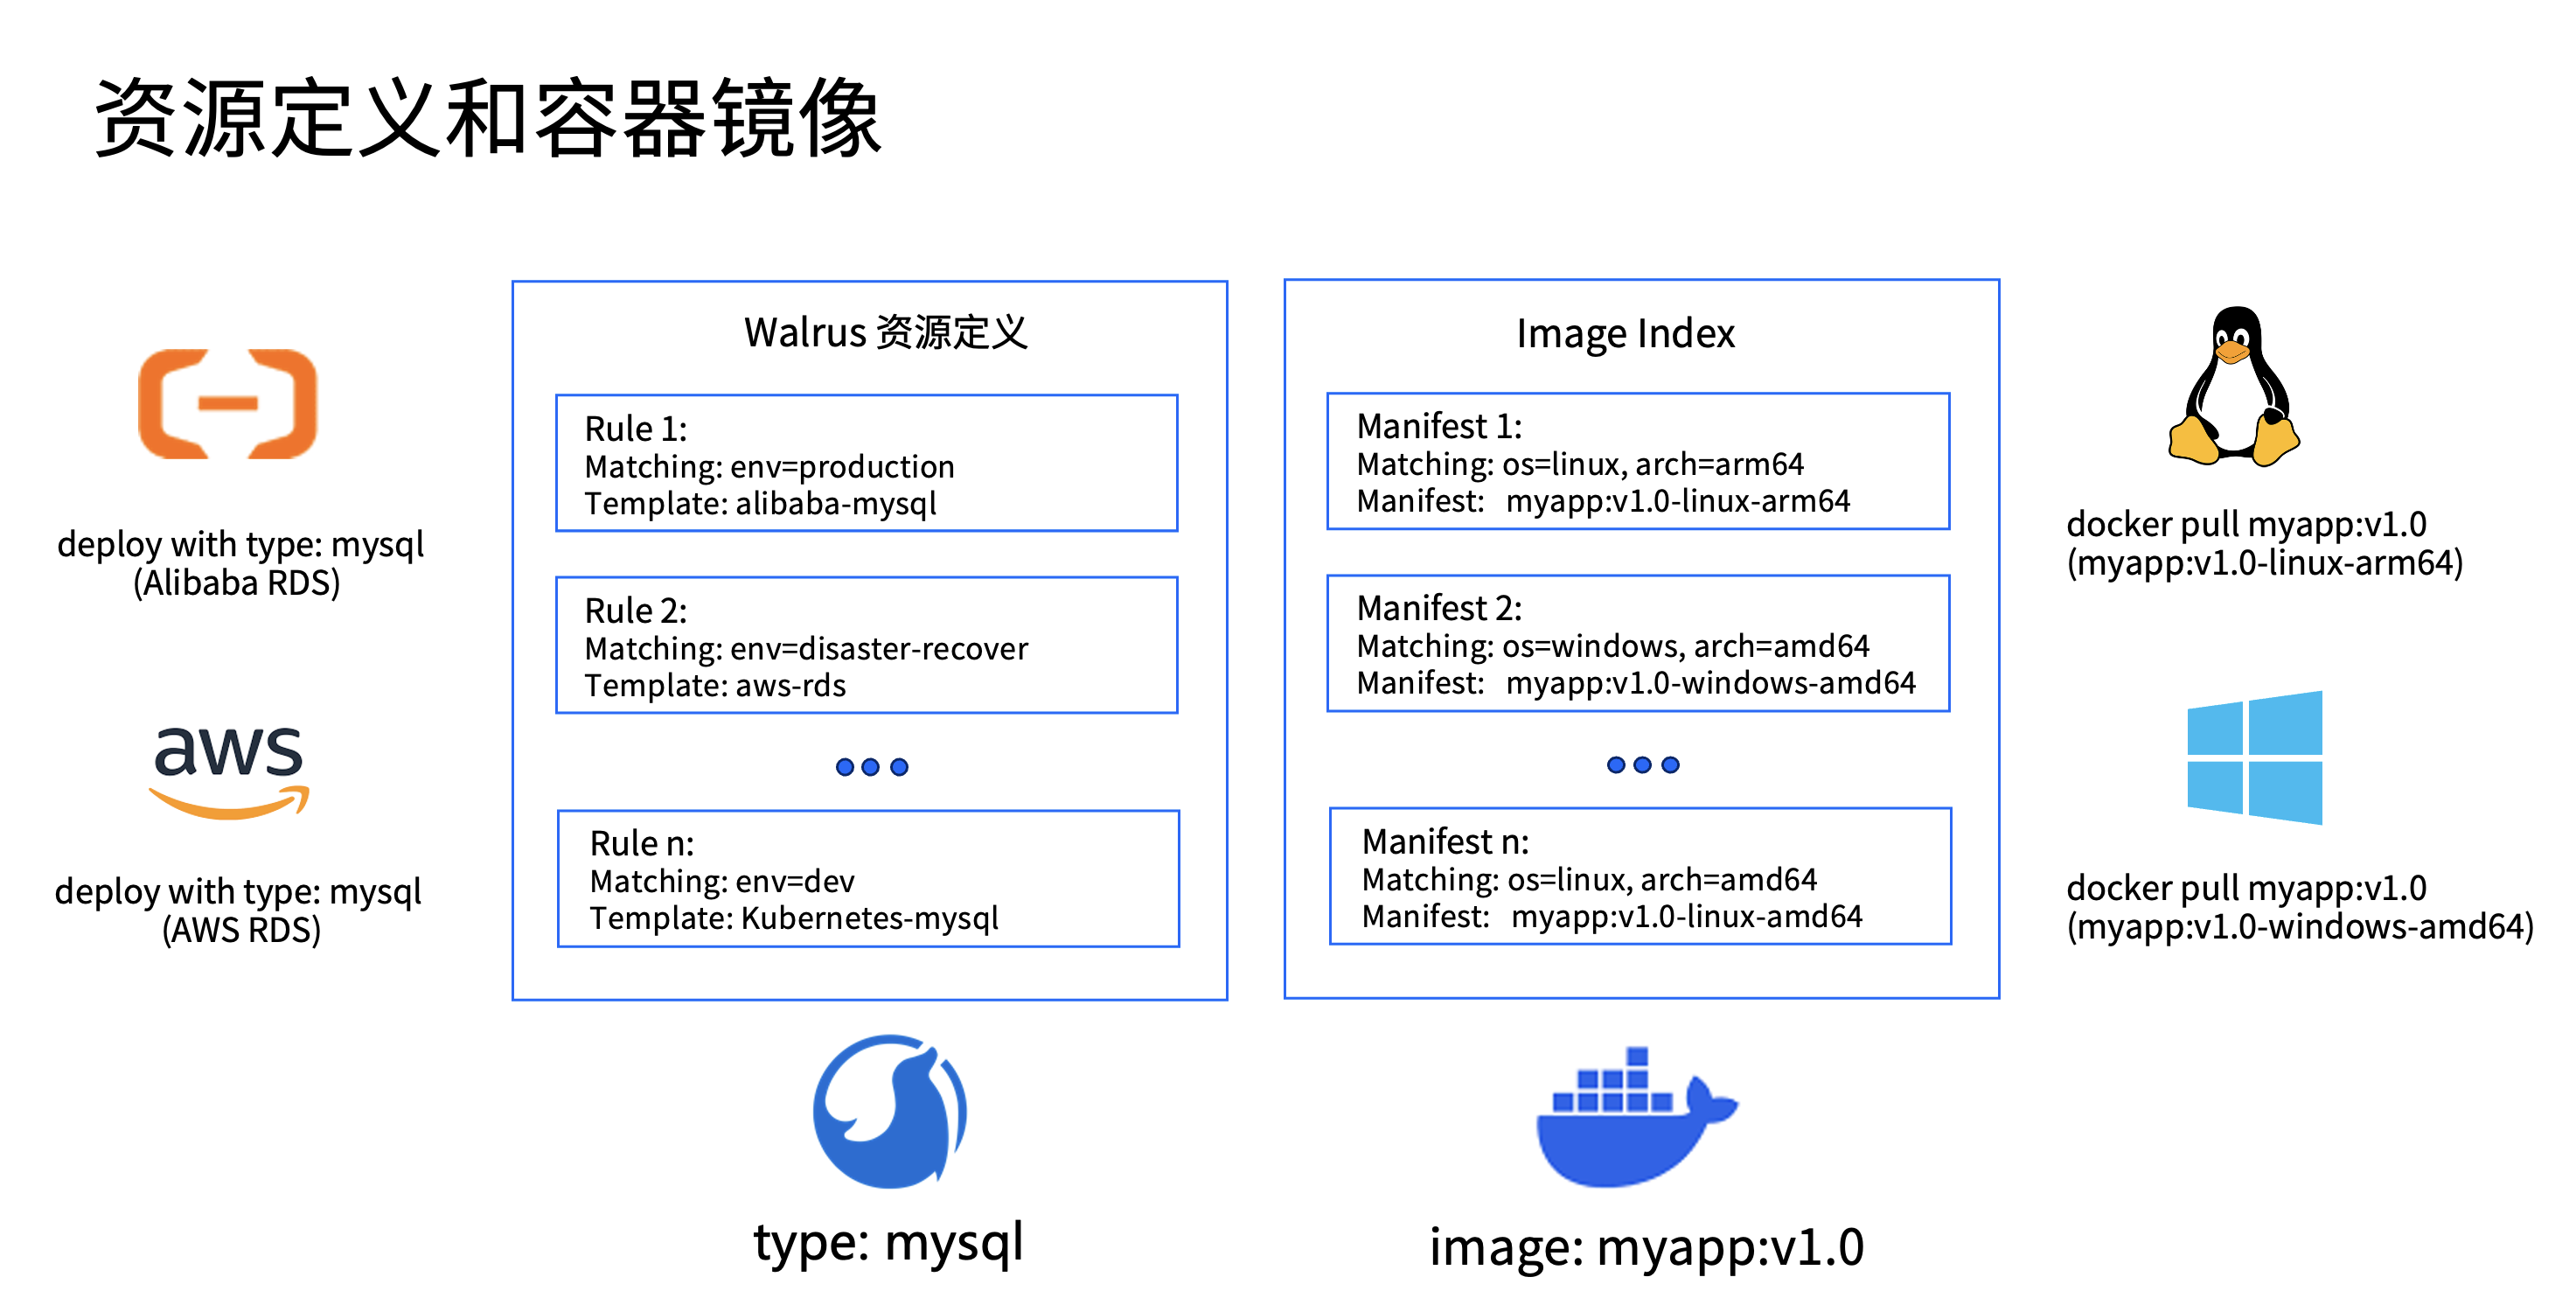 资源定义和容器镜像
deploy with type: mysql
(Alibaba RDS)
aws
deploy with type: mysql
(AWS RDS)
Walrus 资源定义
Rule 1:
Matching: env=production
Template: alibaba-mysql
Rule 2:
Matching: env=disaster-recover
Template: aws-rds
Rule n:
Matching: env=dev
Template: Kubernetes-mysql
type: mysql
Image Index
Manifest 1:
Matching: os=linux, arch=arm64
Manifest: myapp:v1.0-linux-arm64
Manifest 2:
Matching: os=windows, arch=amd64
Manifest: myapp:v1.0-windows-amd64
Manifest n:
Matching: os=linux, arch=amd64
Manifest: myapp:v1.0-linux-amd64
image: myapp:v1.0
docker pull myapp:v1.0
(myapp:v1.0-linux-arm64)
docker pull myapp:v1.0
(myapp:v1.0-windows-amd64)